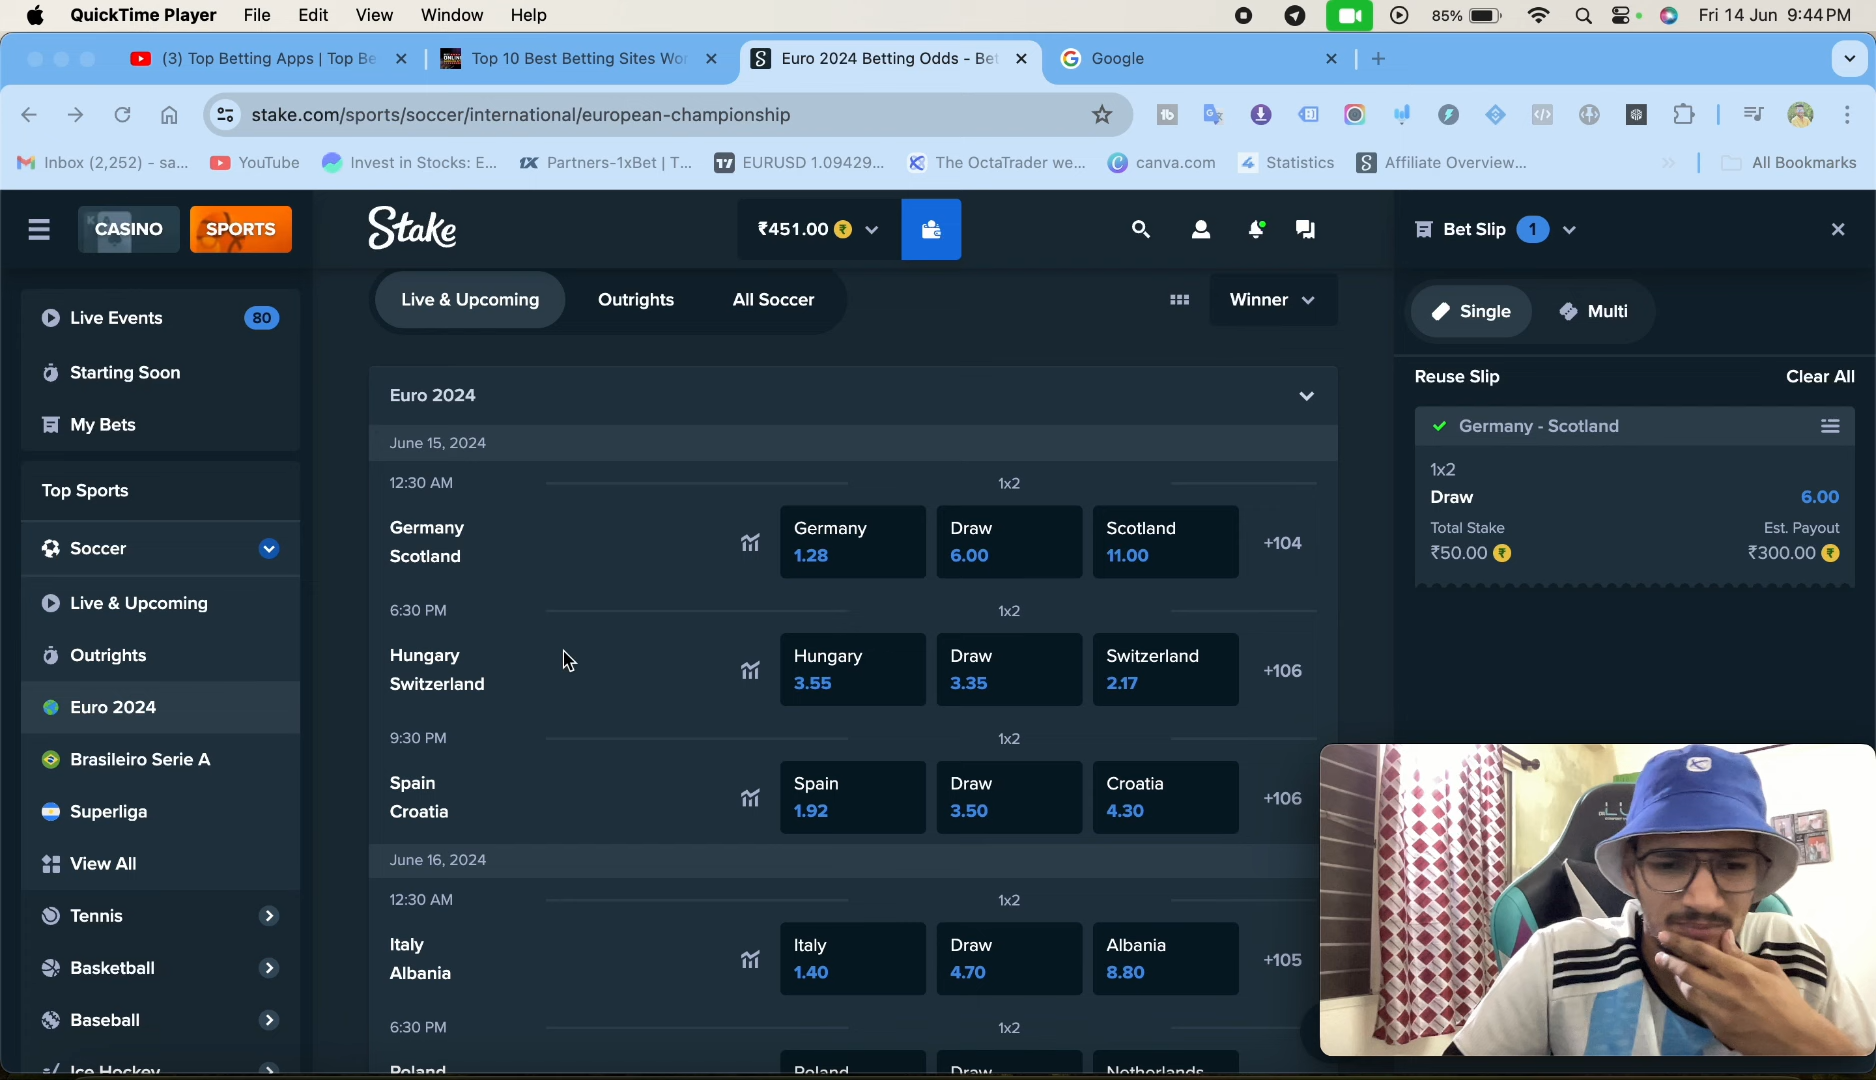 QuickTime Player File Edit View Window Help 85% Fri 14 Jun 9:44 PM
(3) Top Betting Apps | Top Be Top 10 Best Betting Sites Wor Euro 2024 Betting Odds - Bet Google
stake.com/sports/soccer/international/european-championship
Inbox (2,252) - sa... YouTube Invest in Stocks: E... Partners-1xBet | T... EURUSD 1.09429... The OctaTrader we... canva.com Statistics Affiliate Overview... All Bookmarks
CASINO SPORTS Stake ₹451.00 Bet Slip 1
Live & Upcoming Outrights All Soccer Winner
Live Events 80
Starting Soon
My Bets
Top Sports
Soccer
Live & Upcoming
Outrights
Euro 2024
Brasileiro Serie A
Superliga
View All
Tennis
Basketball
Baseball
Ice Hockey
Euro 2024
June 15, 2024
12:30 AM 1x2
Germany Scotland
Germany 1.28 Draw 6.00 Scotland 11.00 +104
6:30 PM 1x2
Hungary Switzerland
Hungary 3.55 Draw 3.35 Switzerland 2.17 +106
9:30 PM 1x2
Spain Croatia
Spain 1.92 Draw 3.50 Croatia 4.30 +106
June 16, 2024
12:30 AM 1x2
Italy Albania
Italy 1.40 Draw 4.70 Albania 8.80 +105
6:30 PM 1x2
Poland Poland Draw Netherlands
Single Multi
Reuse Slip Clear All
Germany - Scotland
1x2
Draw 6.00
Total Stake Est. Payout
₹50.00 ₹300.00